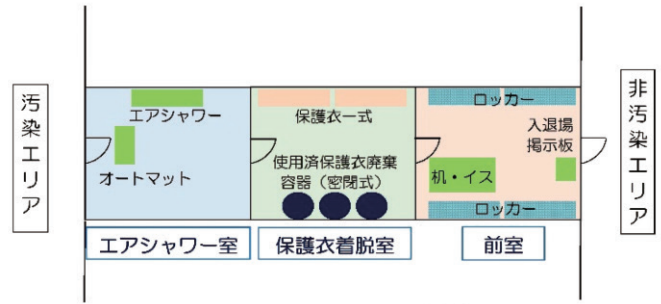 汚染エリア
エアシャワー
オートマット
保護衣一式
使用済保護衣廃棄
容器（密閉式）
ロッカー
入退場
掲示板
机・イス
ロッカー
非汚染エリア
エアシャワー室
保護衣着脱室
前室